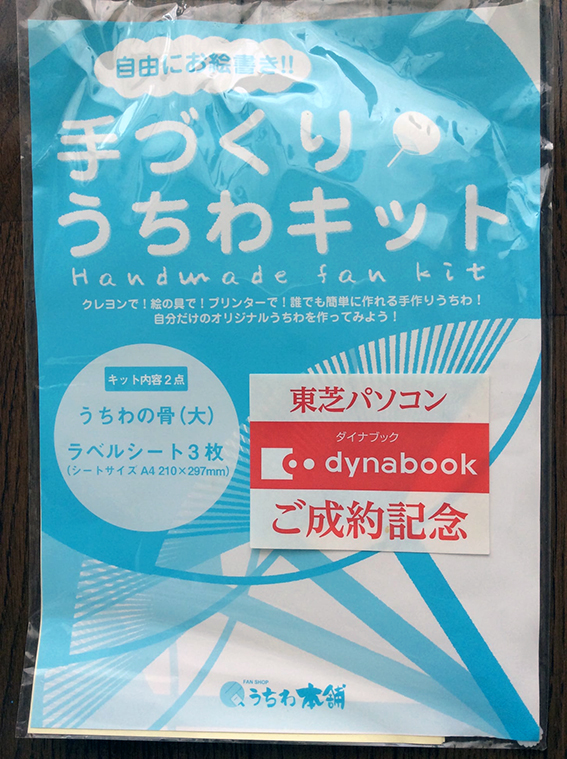 自由にお絵書き!!
手づくり
うちわキット
Handmade fan kit
クレヨンで！絵の具で！プリンターで！誰でも簡単に作れる手作りうちわ！
自分だけのオリジナルうちわを作ってみよう！
キット内容2点
うちわの骨(大)
ラベルシート3枚
(シートサイズ A4 210×297mm)
東芝パソコン
ダイナブック
dynabook
ご成約記念
FAN SHOP
うちわ本舗